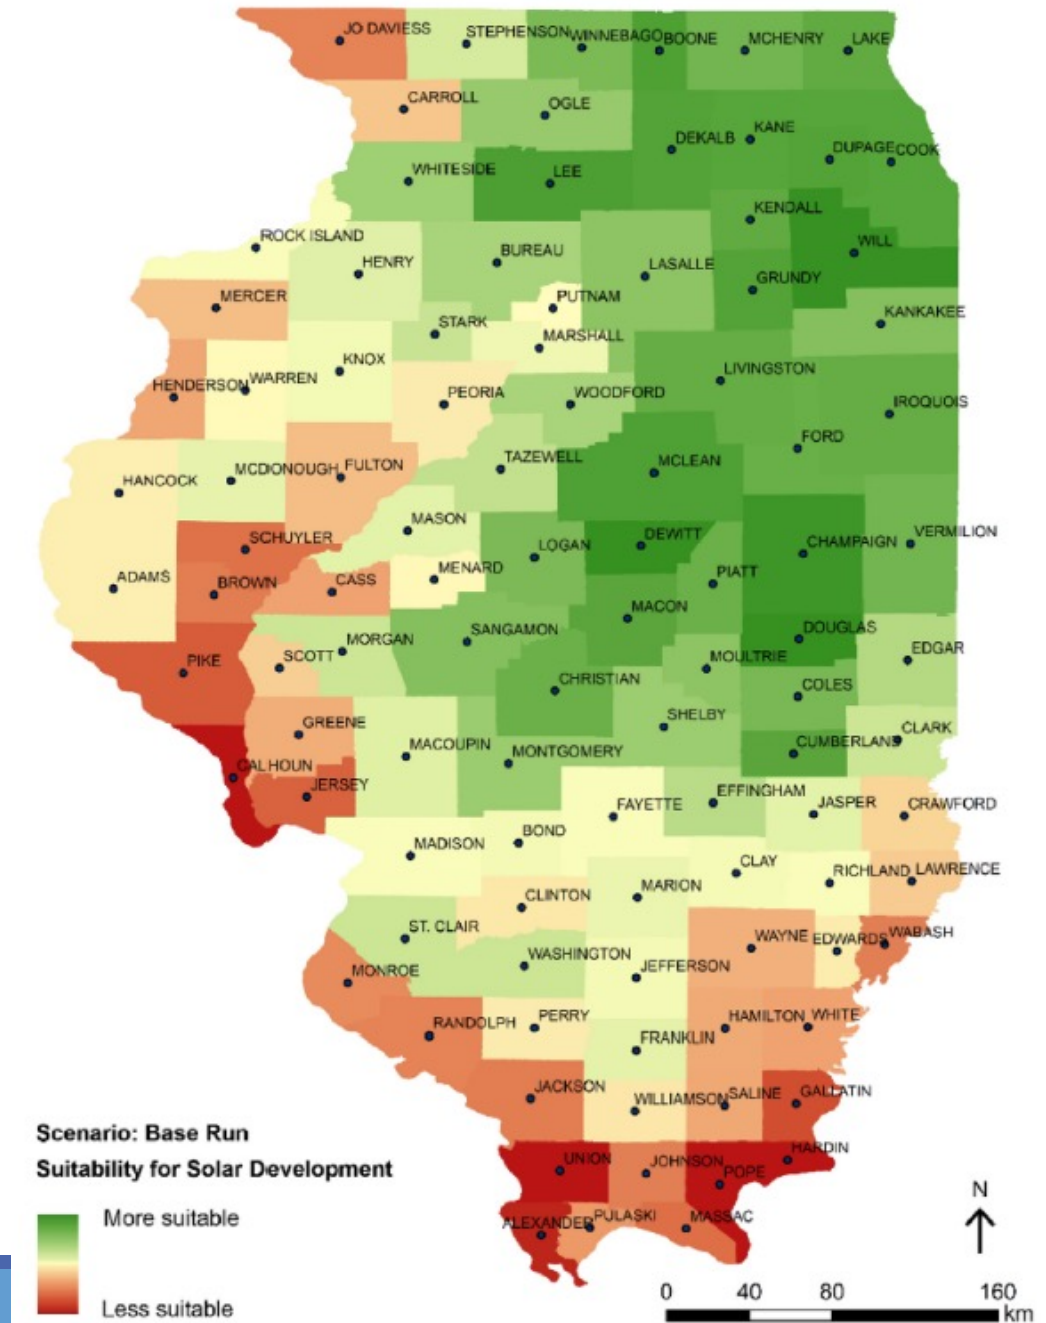 JO DAVIESS
STEPHENSON
WINNEBAGO
BOONE
MCHENRY
LAKE
CARROLL
OGLE
DEKALB
KANE
DUPAGE
COOK
WHITESIDE
LEE
KENDALL
ROCK ISLAND
HENRY
BUREAU
LASALLE
WILL
GRUNDY
MERCER
PUTNAM
KANKAKEE
STARK
MARSHALL
KNOX
HENDERSON
WARREN
PEORIA
WOODFORD
LIVINGSTON
IROQUOIS
FORD
HANCOCK
MCDONOUGH
FULTON
TAZEWELL
MCLEAN
MASON
SCHUYLER
LOGAN
DEWITT
CHAMPAIGN
VERMILION
ADAMS
BROWN
CASS
MENARD
PIATT
MACON
SANGAMON
MORGAN
DOUGLAS
EDGAR
PIKE
SCOTT
MOULTRIE
CHRISTIAN
COLES
SHELBY
GREENE
MACOUPIN
MONTGOMERY
CUMBERLAND
CLARK
CALHOUN
JERSEY
FAYETTE
EFFINGHAM
JASPER
CRAWFORD
MADISON
BOND
CLAY
RICHLAND
LAWRENCE
CLINTON
MARION
ST. CLAIR
WAYNE
EDWARDS
WABASH
WASHINGTON
JEFFERSON
MONROE
RANDOLPH
PERRY
HAMILTON
WHITE
FRANKLIN
JACKSON
WILLIAMSON
SALINE
GALLATIN
Scenario: Base Run
Suitability for Solar Development
More suitable
Less suitable
UNION
JOHNSON
HARDIN
POPE
ALEXANDER
PULASKI
MASSAC
N
0 40 80 160
km